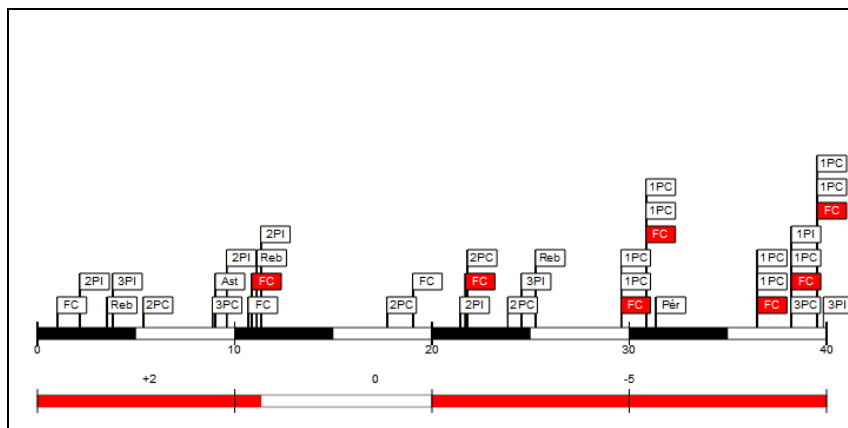 1PC
1PC 1PC
1PC FC
2PI FC 1PI
2PI Reb 2PC Reb 1PC 1PC 1PC
2PI 3PI Ast FC FC FC 3PI 1PC 1PC FC
FC Reb 2PC 3PC FC 2PC 2PI 2PC FC Pér FC 3PC 3PI
0 10 20 30 40
+2 0 -5